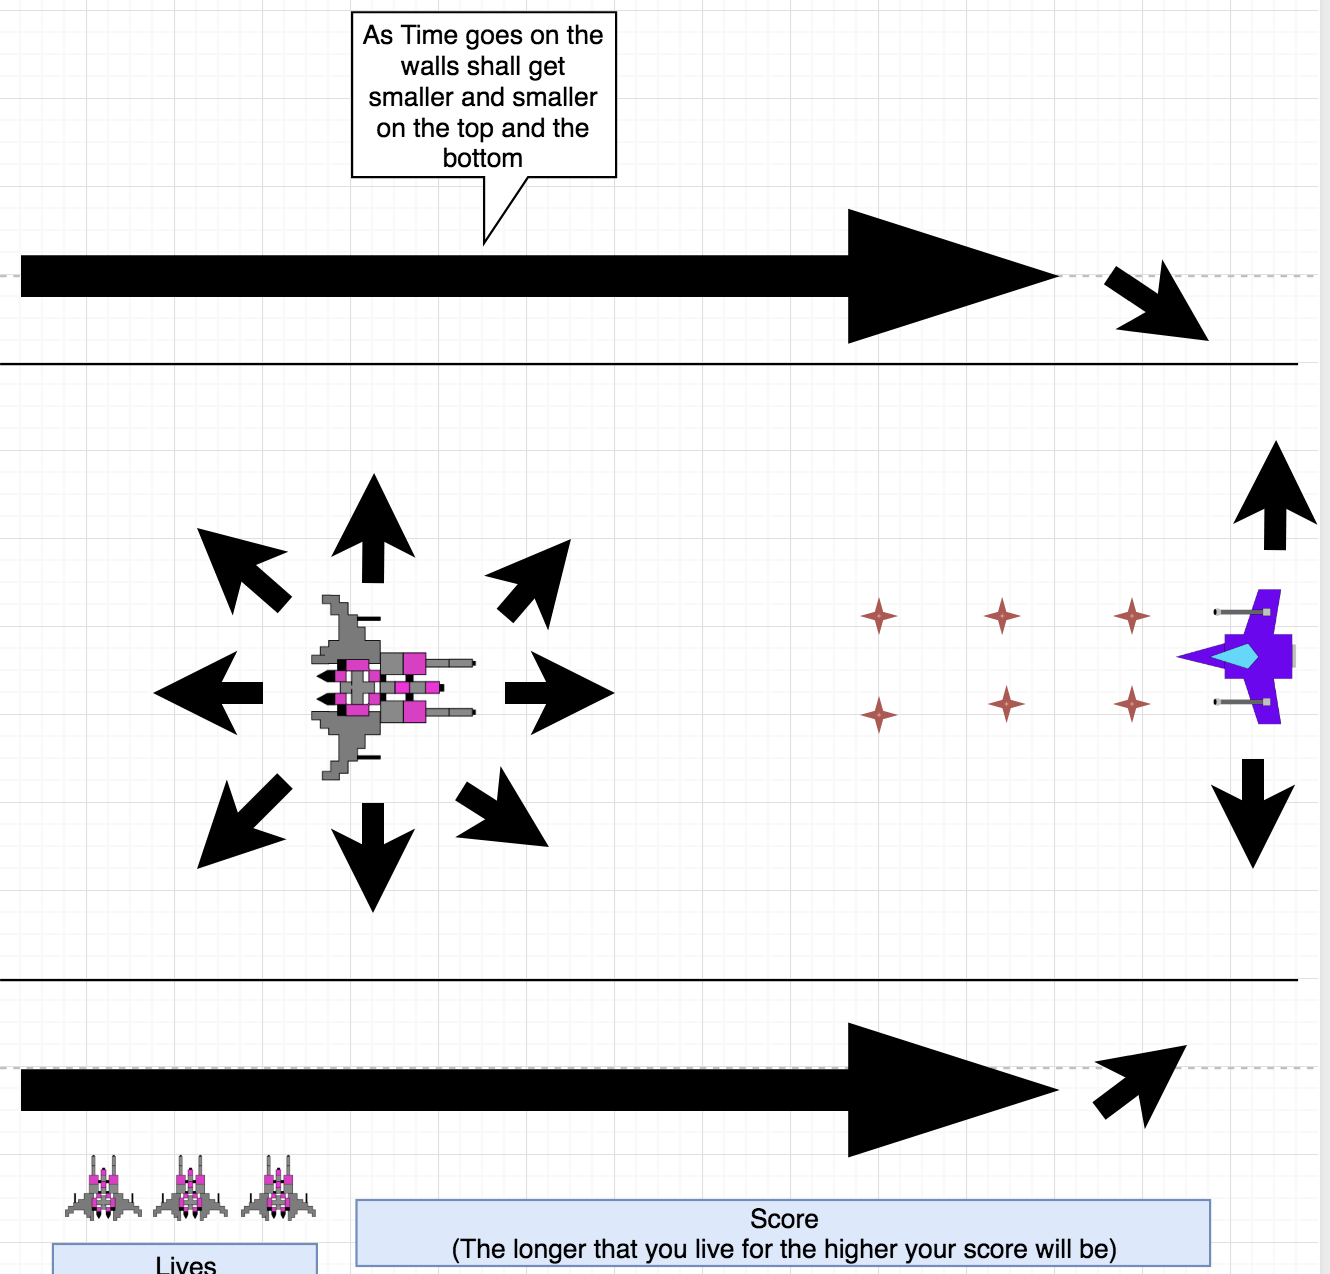 As Time goes on the
walls shall get
smaller and smaller
on the top and the
bottom
Score
(The longer that you live for the higher your score will be)
Lives